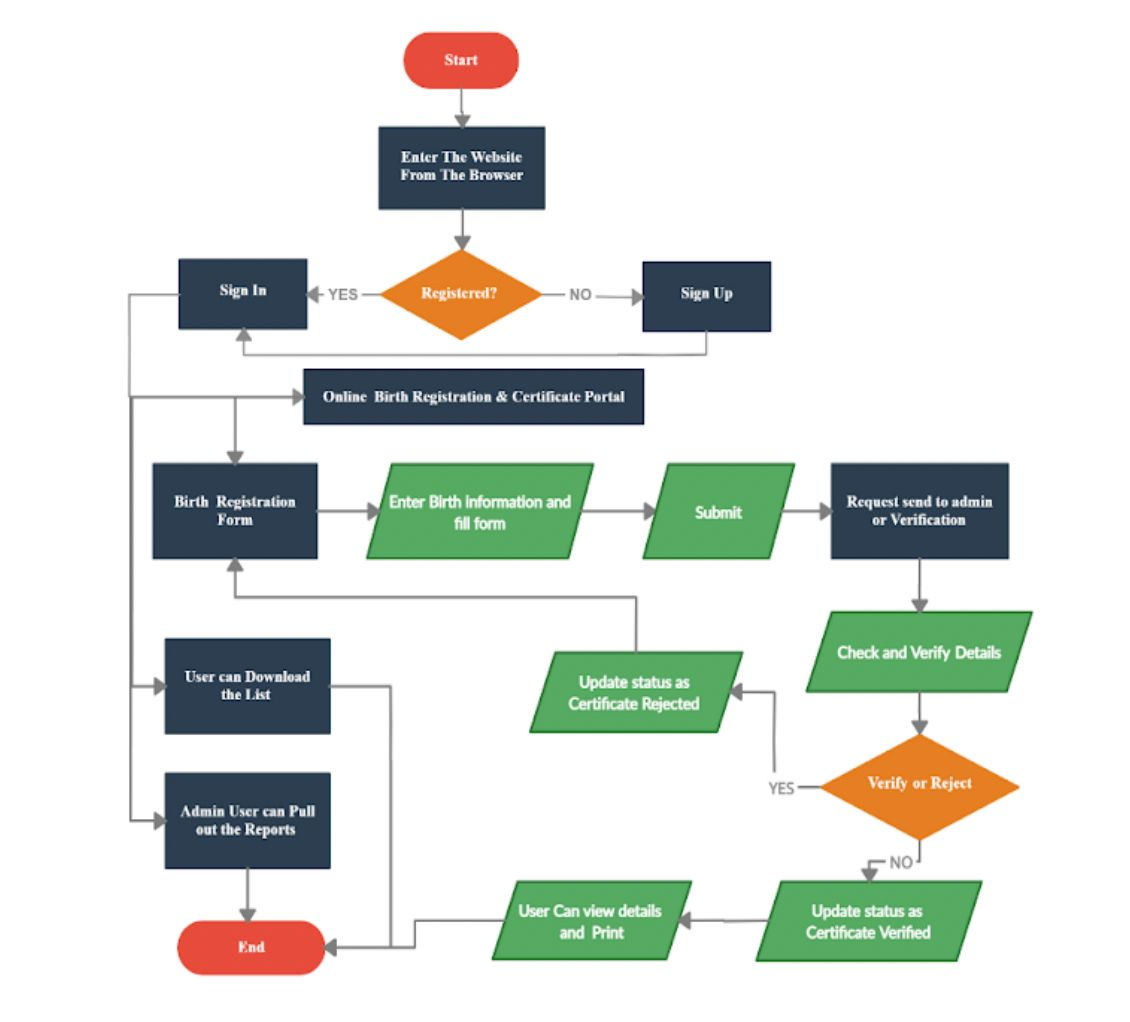 Start
Enter The Website
From The Browser
Sign In
YES
Registered?
NO
Sign Up
Online Birth Registration & Certificate Portal
Birth Registration
Form
Enter Birth information and
fill form
Submit
Request send to admin
or Verification
Check and Verify Details
User can Download
the List
Update status as
Certificate Rejected
YES
Verify or Reject
Admin User can Pull
out the Reports
NO
End
User Can view details
and Print
Update status as
Certificate Verified